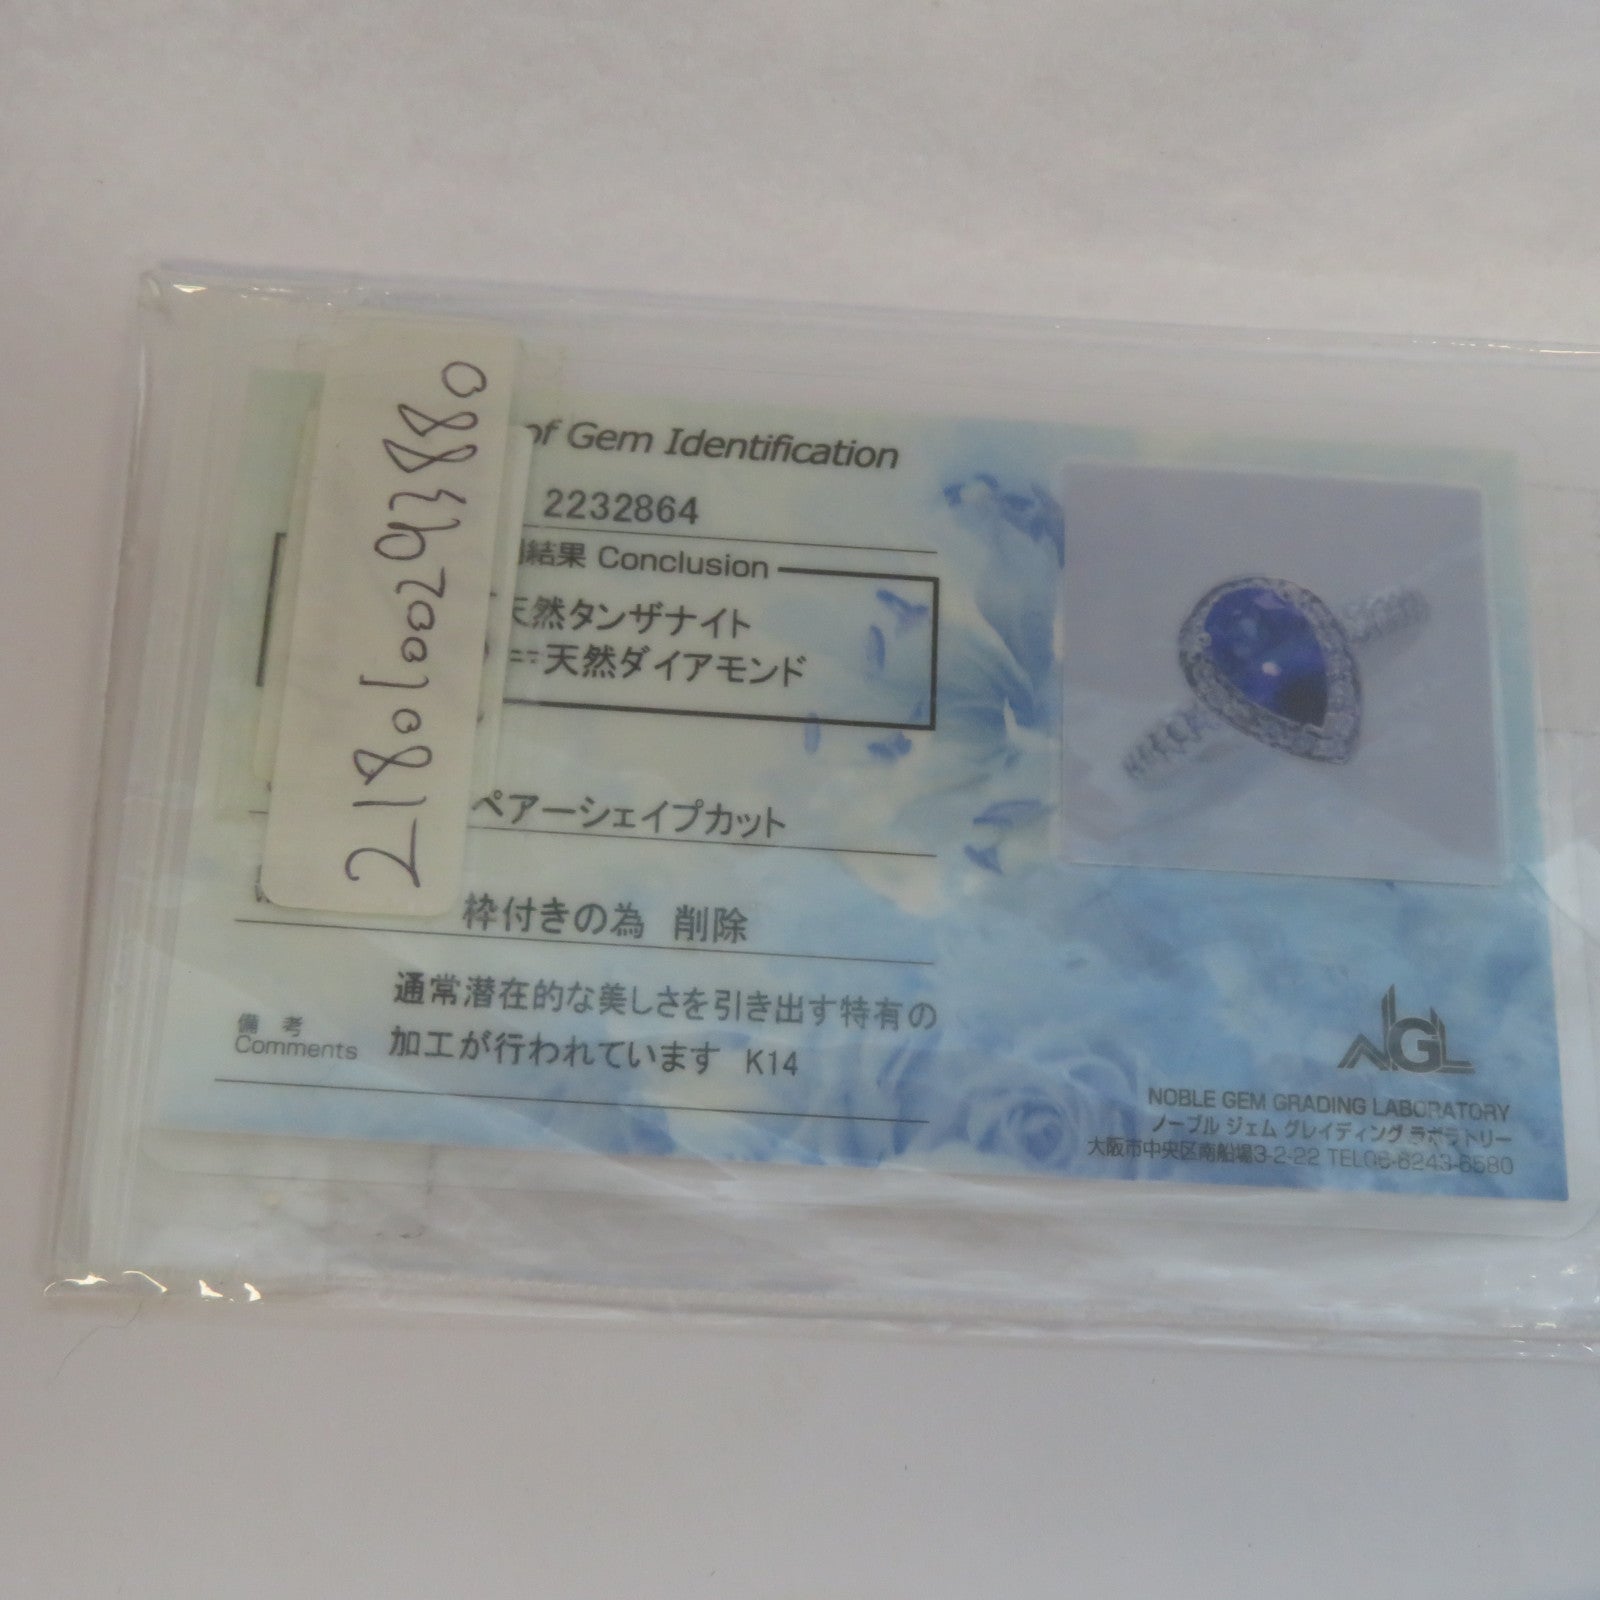 of Gem Identification
2232864
結果 Conclusion
天然タンザナイト
==天然ダイアモンド
ペアーシェイプカット
枠付きの為 削除
備考
Comments
通常潜在的な美しさを引き出す特有の
加工が行われています K14
NGL
NOBLE GEM GRADING LABORATORY
ノーブル ジェム グレイディング ラボラトリー
大阪市中央区南船場3-2-22 TEL06-6243-6580